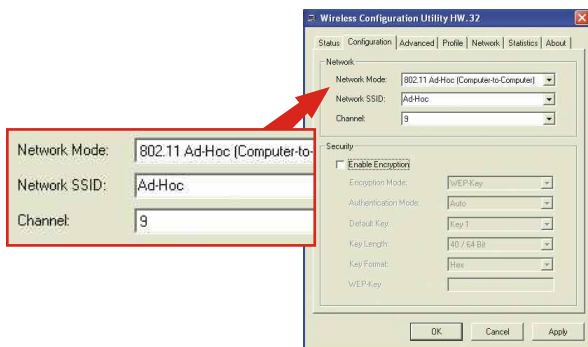 Wireless Configuration Utility HW.32
Status Configuration Advanced Profile Network Statistics About
Network
Network Mode: 802.11 Ad-Hoc (Computer-to-Computer)
Network SSID: Ad-Hoc
Channel: 9
Network Mode: 802.11 Ad-Hoc (Computer-to-
Network SSID: Ad-Hoc
Channel: 9
Security
Enable Encryption
Encryption Mode: WEP-Key
Authentication Mode: Auto
Default Key: Key 1
Key Length: 40 / 64 Bit
Key Format: Hex
WEP-Key
OK Cancel Apply